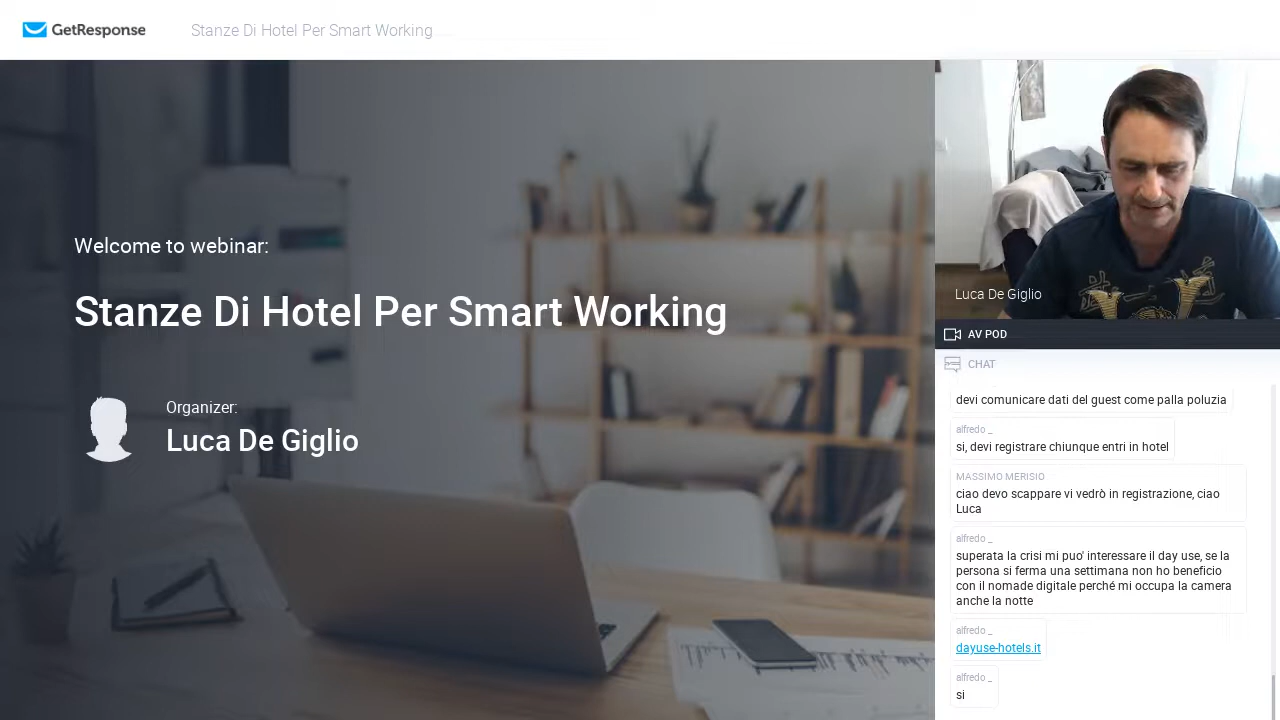 GetResponse
Stanze Di Hotel Per Smart Working
Welcome to webinar:
Stanze Di Hotel Per Smart Working
Organizer:
Luca De Giglio
Luca De Giglio
AV POD
CHAT
devi comunicare dati del guest come palla poluzia
alfredo _
si, devi registrare chiunque entri in hotel
MASSIMO MERISIO
ciao devo scappare vi vedrò in registrazione, ciao
Luca
alfredo _
superata la crisi mi puo' interessare il day use, se la
persona si ferma una settimana non ho beneficio
con il nomade digitale perché mi occupa la camera
anche la notte
alfredo _
dayuse-hotels.it
alfredo _
si